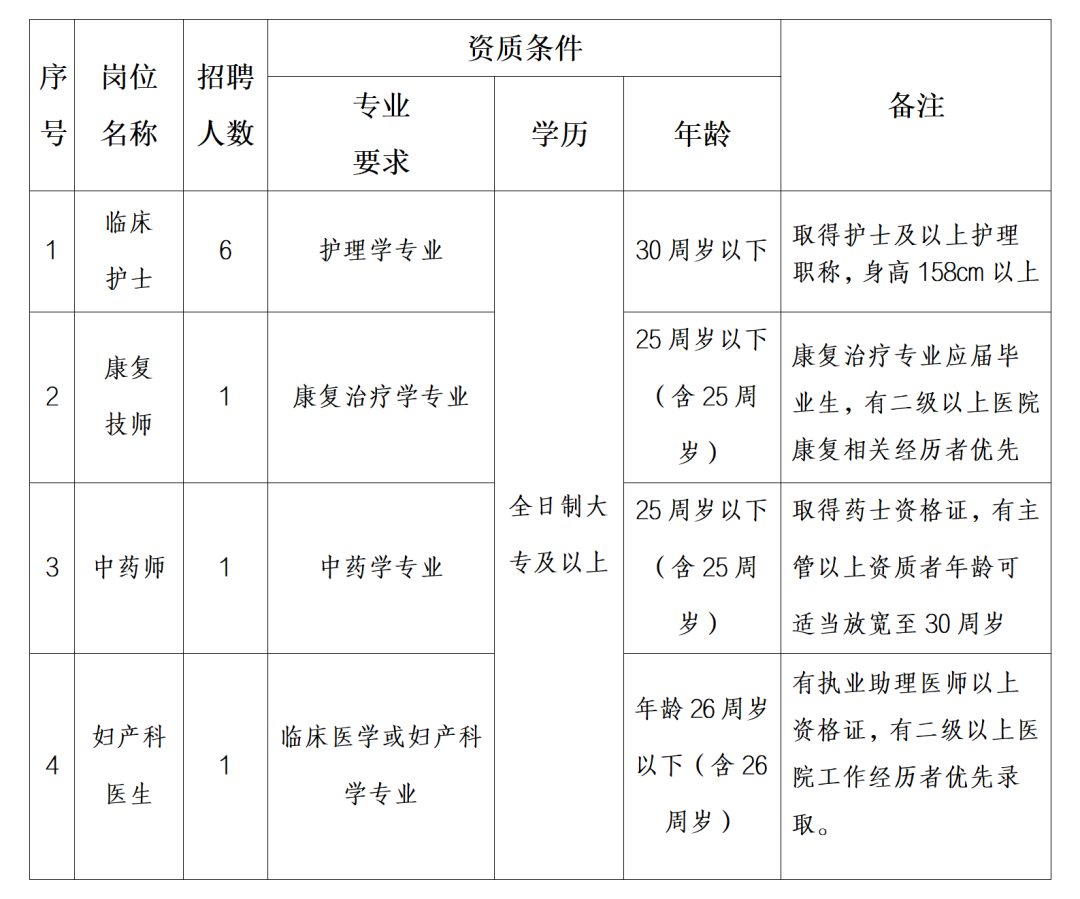 序号
岗位名称
招聘人数
资质条件
专业要求
学历
年龄
备注
1
临床
护士
6
护理学专业
全日制大
专及以上
30周岁以下
取得护士及以上护理
职称，身高158cm以上
2
康复
技师
1
康复治疗学专业
25周岁以下
（含25周
岁）
康复治疗专业应届毕
业生，有二级以上医院
康复相关经历者优先
3
中药师
1
中药学专业
25周岁以下
（含25周
岁）
取得药士资格证，有主
管以上资质者年龄可
适当放宽至30周岁
4
妇产科
医生
1
临床医学或妇产科
学专业
年龄26周岁
以下（含26
周岁）
有执业助理医师以上
资格证，有二级以上医
院工作经历者优先录
取。